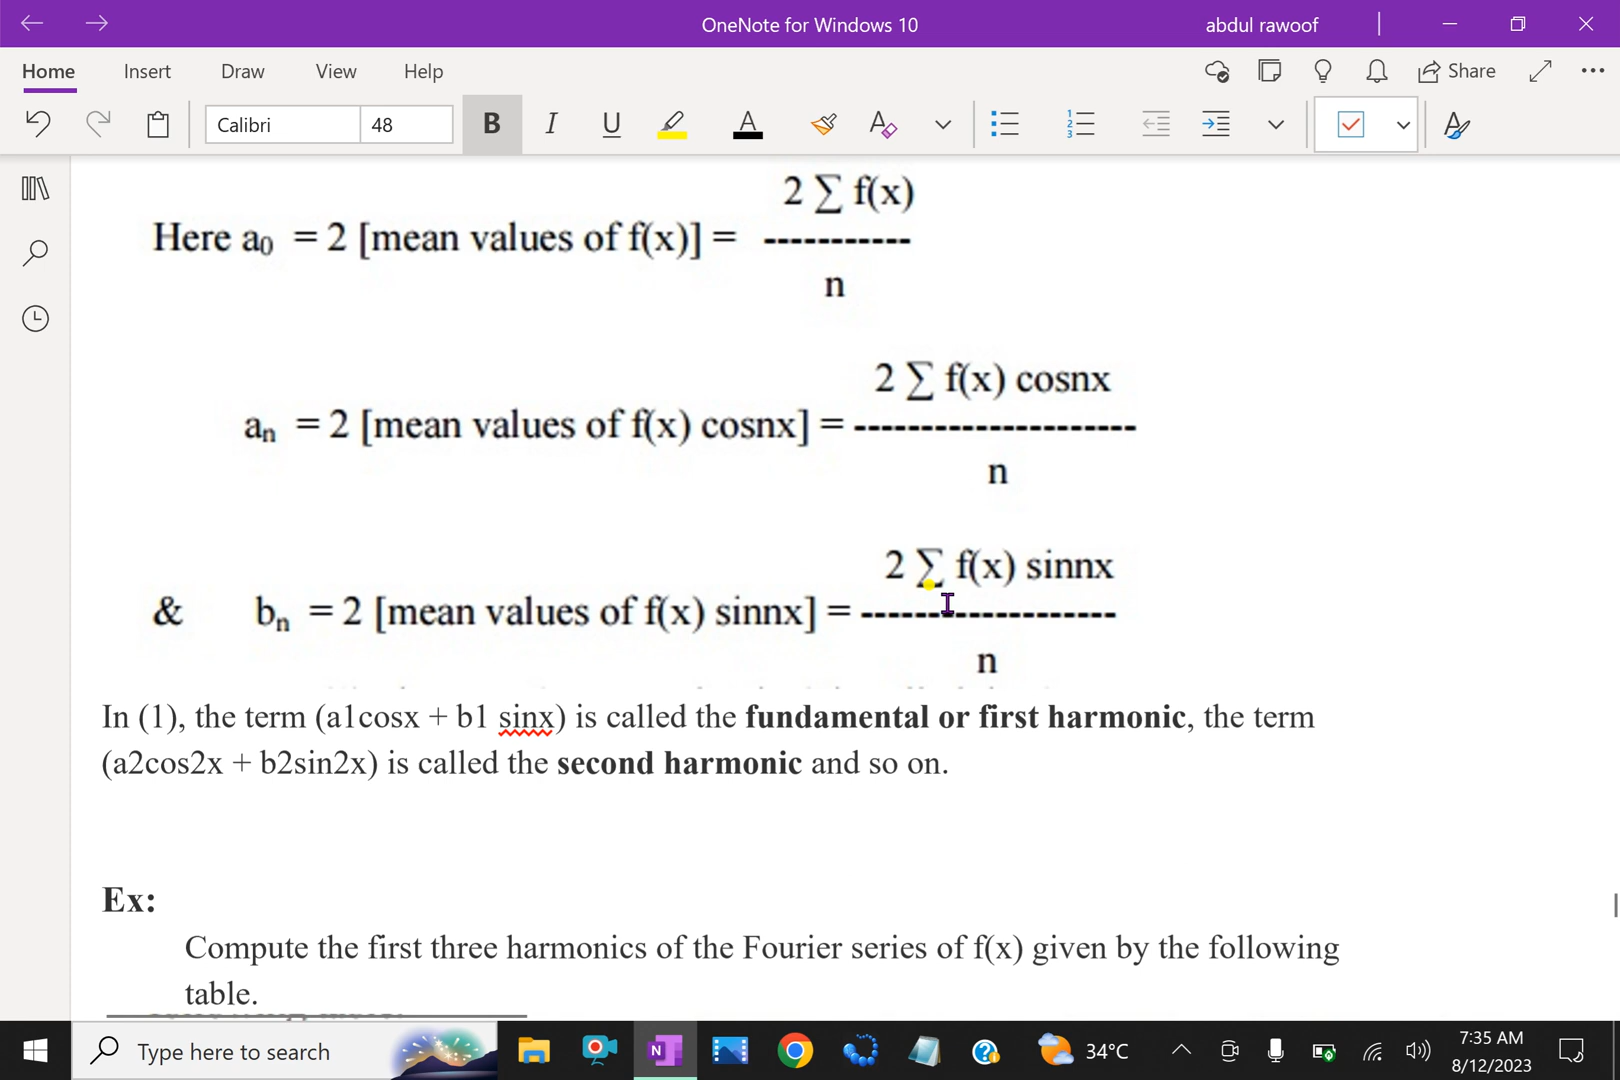 OneNote for Windows 10
abdul rawoof
Home Insert Draw View Help
Share
Calibri 48 B I U A
2 ∑ f(x)
Here a0 = 2 [mean values of f(x)] = -----------
n
2 ∑ f(x) cosnx
an = 2 [mean values of f(x) cosnx] = ---------------------
n
2 ∑ f(x) sinnx
& bn = 2 [mean values of f(x) sinnx] = -------------------
n
In (1), the term (a1cosx + b1 sinx) is called the fundamental or first harmonic, the term
(a2cos2x + b2sin2x) is called the second harmonic and so on.
Ex:
Compute the first three harmonics of the Fourier series of f(x) given by the following
table.
Type here to search
34°C
7:35 AM
8/12/2023